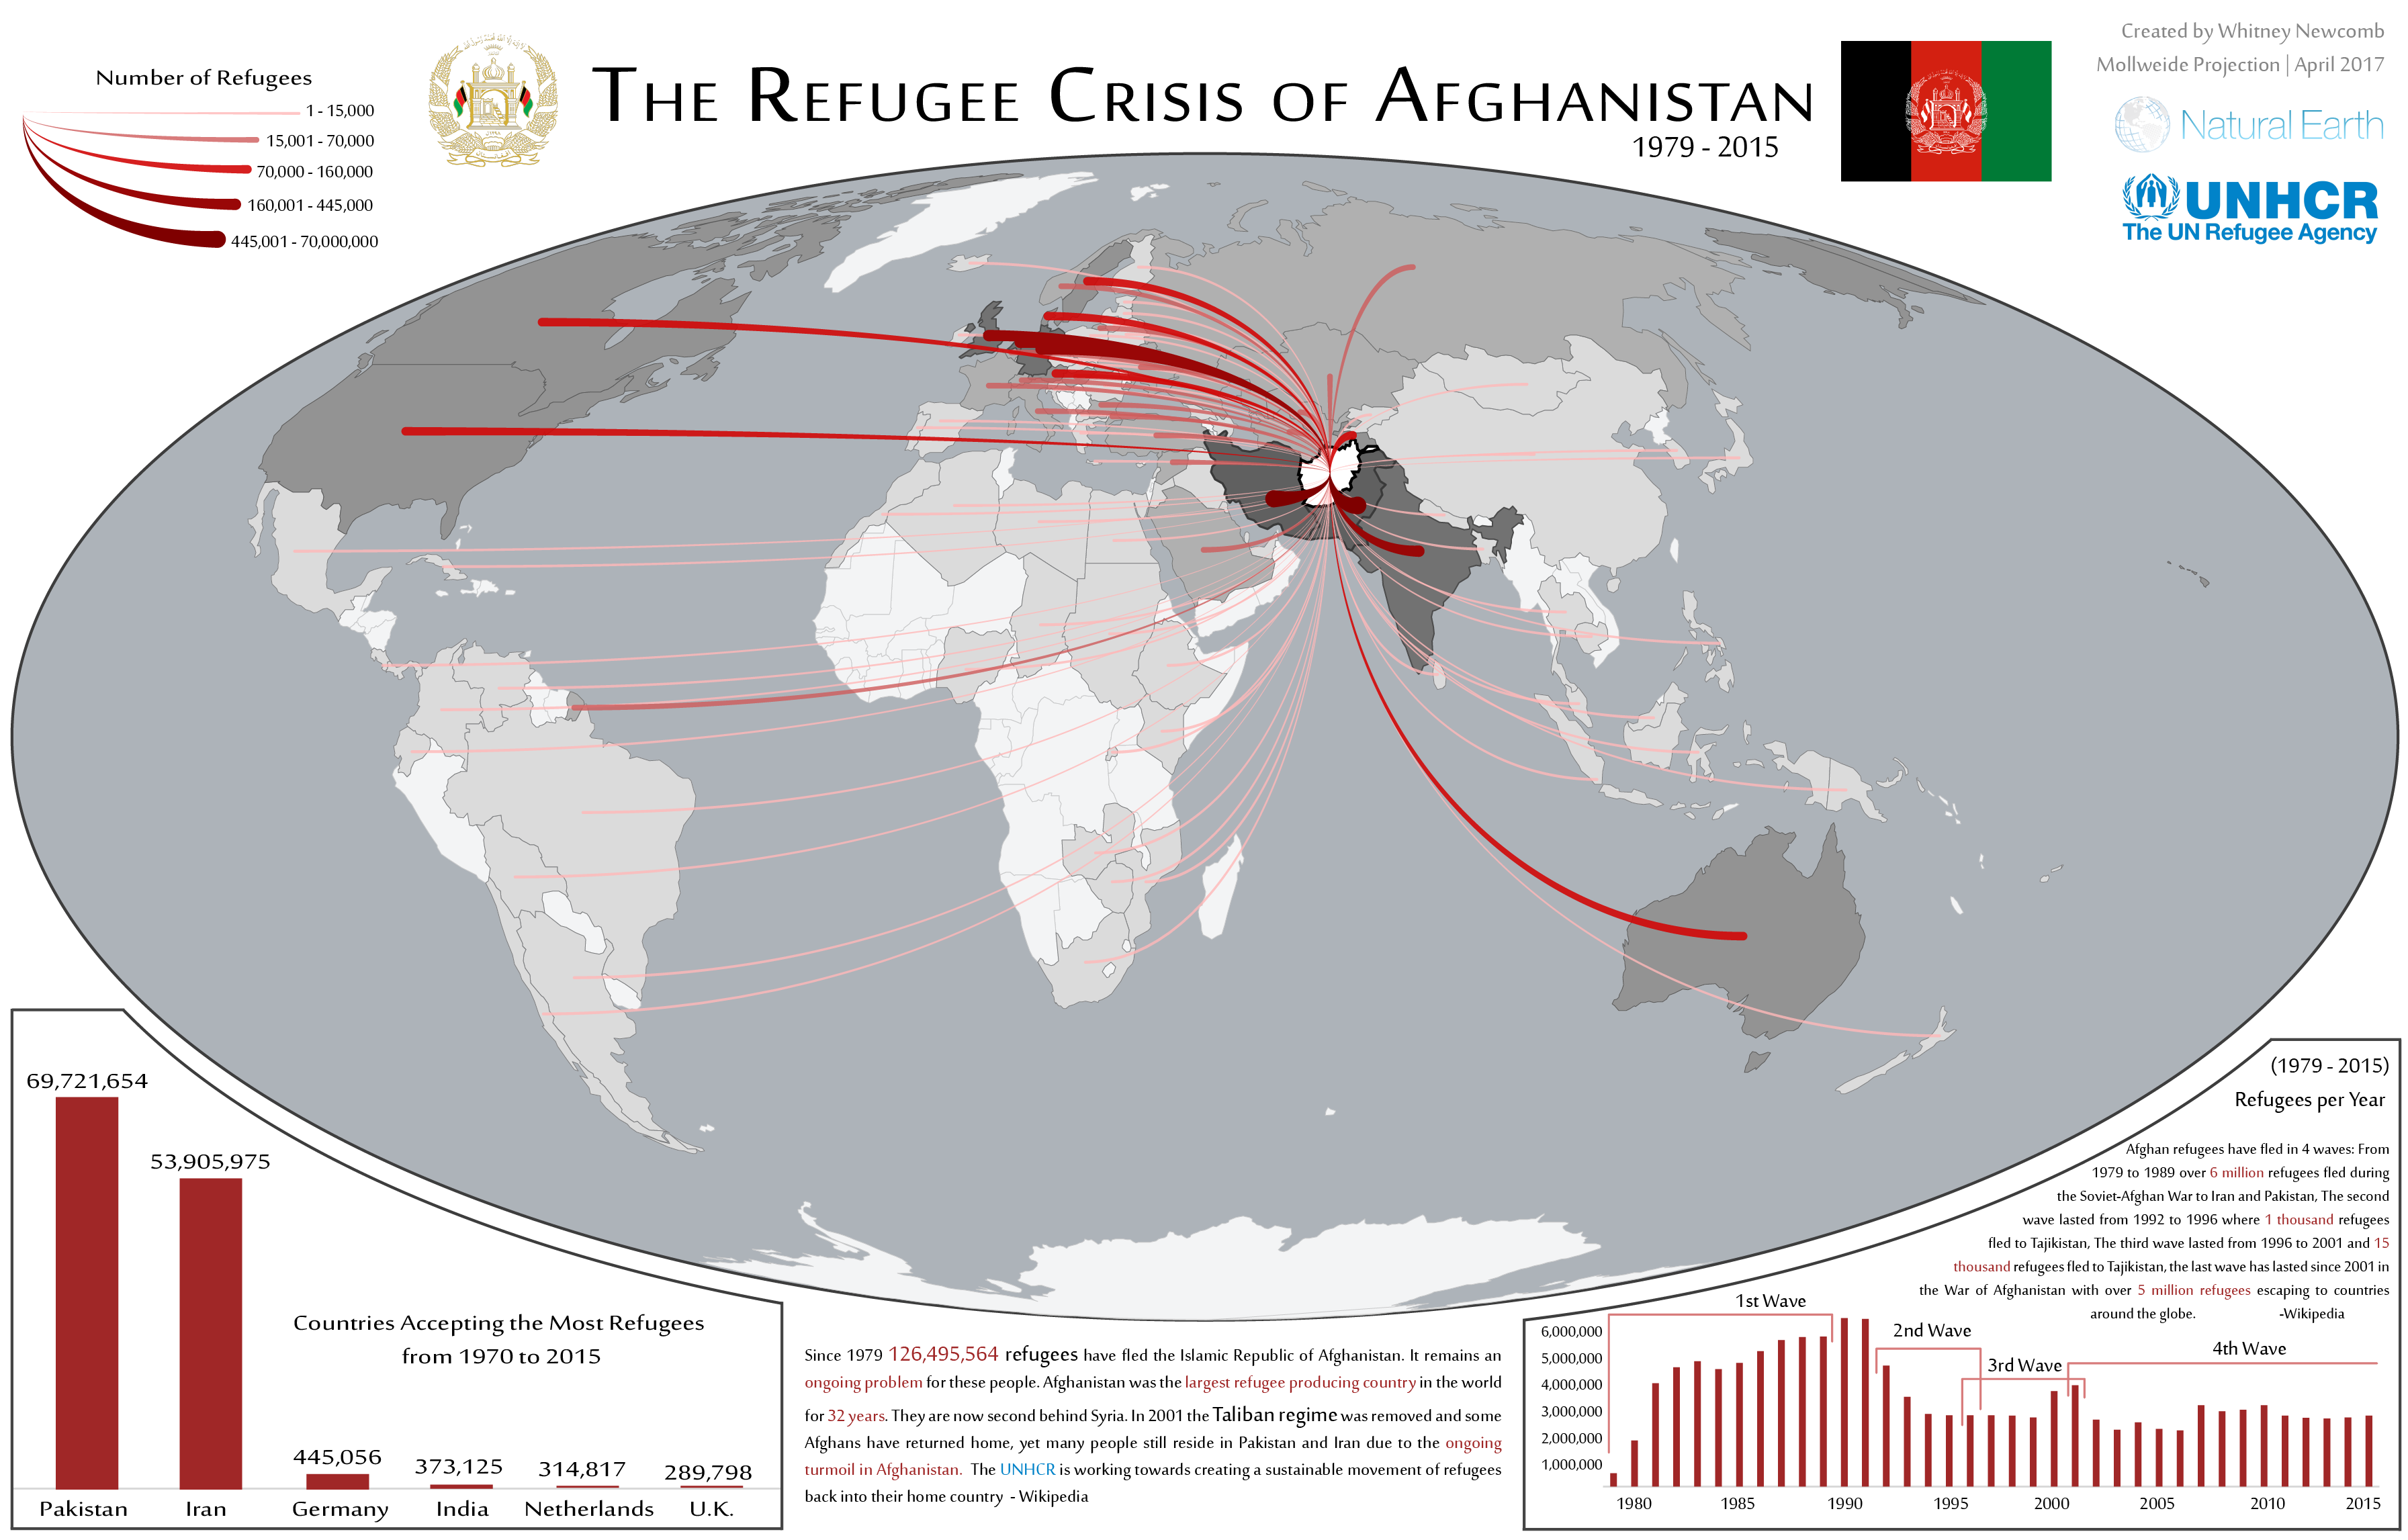 Number of Refugees
1 - 15,000
15,001 - 70,000
70,000 - 160,000
160,001 - 445,000
445,001 - 70,000,000
The Refugee Crisis of Afghanistan
1979 - 2015
Created by Whitney Newcomb
Mollweide Projection | April 2017
Natural Earth
UNHCR
The UN Refugee Agency
69,721,654
53,905,975
445,056
373,125
314,817
289,798
Countries Accepting the Most Refugees
from 1970 to 2015
Pakistan
Iran
Germany
India
Netherlands
U.K.
Since 1979 126,495,564 refugees have fled the Islamic Republic of Afghanistan. It remains an
ongoing problem for these people. Afghanistan was the largest refugee producing country in the world
for 32 years. They are now second behind Syria. In 2001 the Taliban regime was removed and some
Afghans have returned home, yet many people still reside in Pakistan and Iran due to the ongoing
turmoil in Afghanistan. The UNHCR is working towards creating a sustainable movement of refugees
back into their home country - Wikipedia
(1979 - 2015)
Refugees per Year
Afghan refugees have fled in 4 waves: From
1979 to 1989 over 6 million refugees fled during
the Soviet-Afghan War to Iran and Pakistan, The second
wave lasted from 1992 to 1996 where 1 thousand refugees
fled to Tajikistan, The third wave lasted from 1996 to 2001 and 15
thousand refugees fled to Tajikistan, the last wave has lasted since 2001 in
the War of Afghanistan with over 5 million refugees escaping to countries
around the globe. -Wikipedia
1st Wave
2nd Wave
3rd Wave
4th Wave
6,000,000
5,000,000
4,000,000
3,000,000
2,000,000
1,000,000
1980
1985
1990
1995
2000
2005
2010
2015